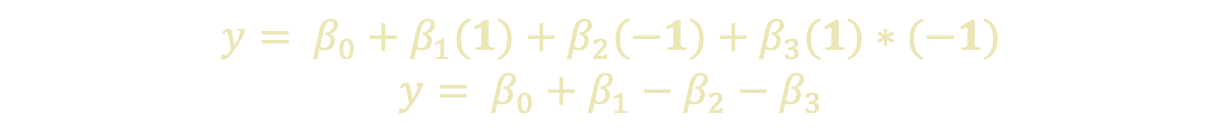 y = β₀ + β₁(1) + β₂(−1) + β₃(1) * (−1)
y = β₀ + β₁ − β₂ − β₃